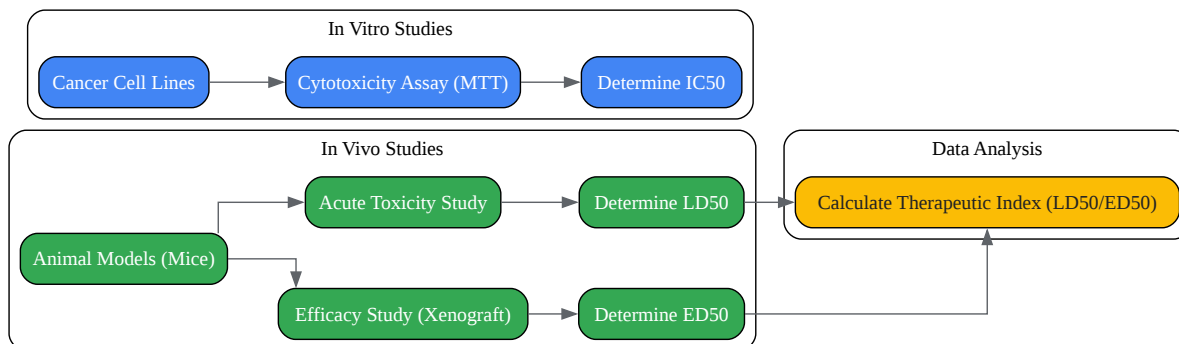 In Vitro Studies
Cancer Cell Lines
Cytotoxicity Assay (MTT)
Determine IC50
In Vivo Studies
Data Analysis
Acute Toxicity Study
Determine LD50
Calculate Therapeutic Index (LD50/ED50)
Animal Models (Mice)
Efficacy Study (Xenograft)
Determine ED50